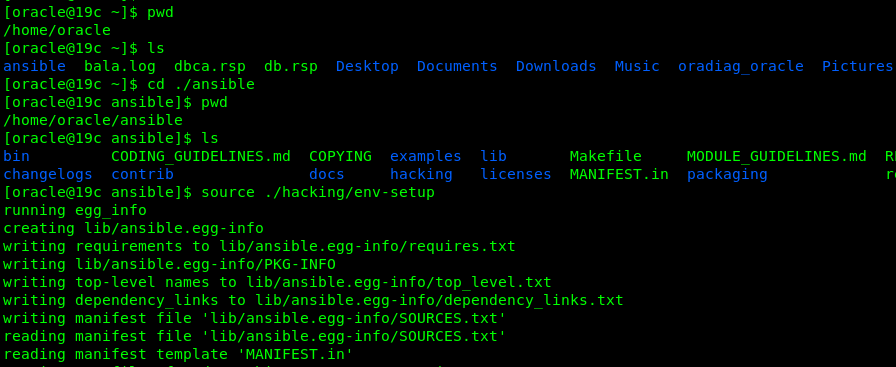 [oracle@19c ~]$ pwd
/home/oracle
[oracle@19c ~]$ ls
ansible  bala.log  dbca.rsp  db.rsp  Desktop  Documents  Downloads  Music  oradiag_oracle  Pictures
[oracle@19c ~]$ cd ./ansible
[oracle@19c ansible]$ pwd
/home/oracle/ansible
[oracle@19c ansible]$ ls
bin         CODING_GUIDELINES.md  COPYING  examples  lib       Makefile     MODULE_GUIDELINES.md
changelogs  contrib               docs     hacking   licenses  MANIFEST.in  packaging
[oracle@19c ansible]$ source ./hacking/env-setup
running egg_info
creating lib/ansible.egg-info
writing requirements to lib/ansible.egg-info/requires.txt
writing lib/ansible.egg-info/PKG-INFO
writing top-level names to lib/ansible.egg-info/top_level.txt
writing dependency_links to lib/ansible.egg-info/dependency_links.txt
writing manifest file 'lib/ansible.egg-info/SOURCES.txt'
reading manifest file 'lib/ansible.egg-info/SOURCES.txt'
reading manifest template 'MANIFEST.in'